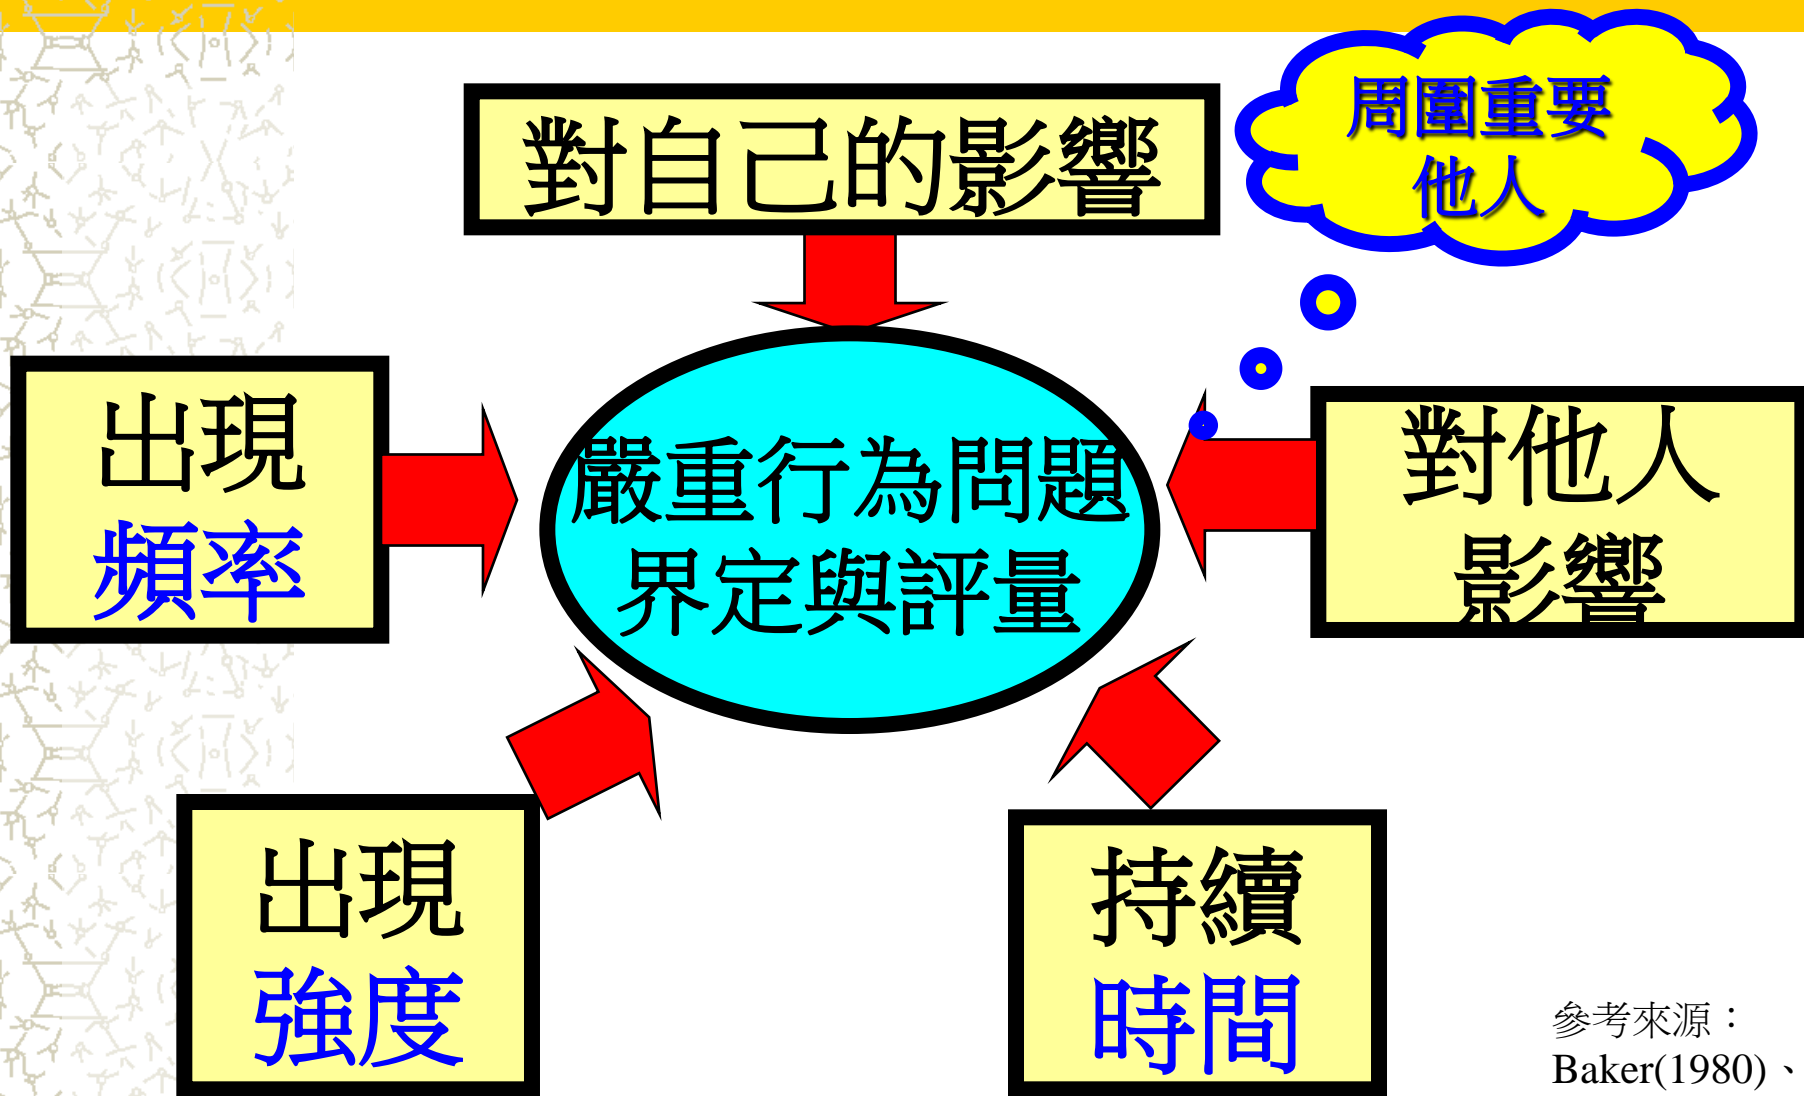 對自己的影響
周圍重要
他人
出現
頻率
嚴重行為問題
界定與評量
對他人
影響
出現
強度
持續
時間
參考來源：
Baker(1980)、